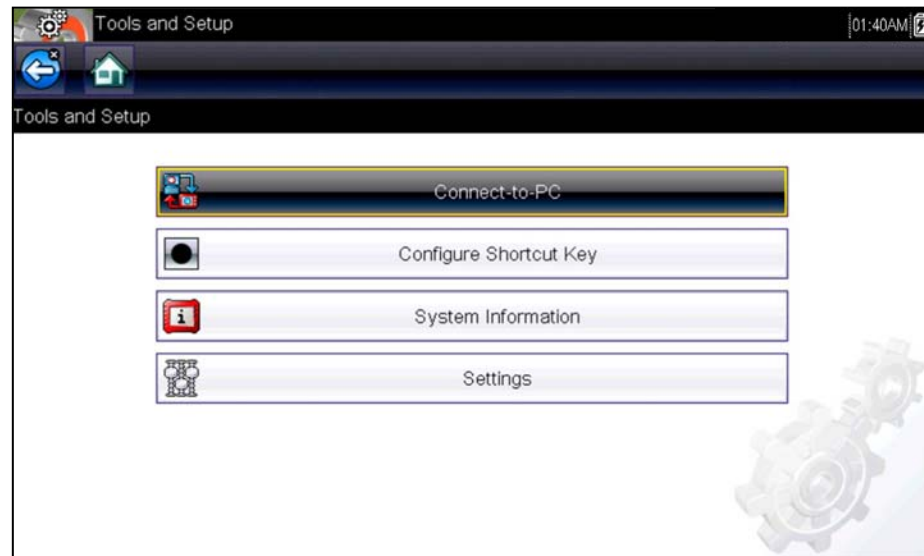 Tools and Setup
01:40AM
Tools and Setup
Connect-to-PC
Configure Shortcut Key
i
System Information
Settings